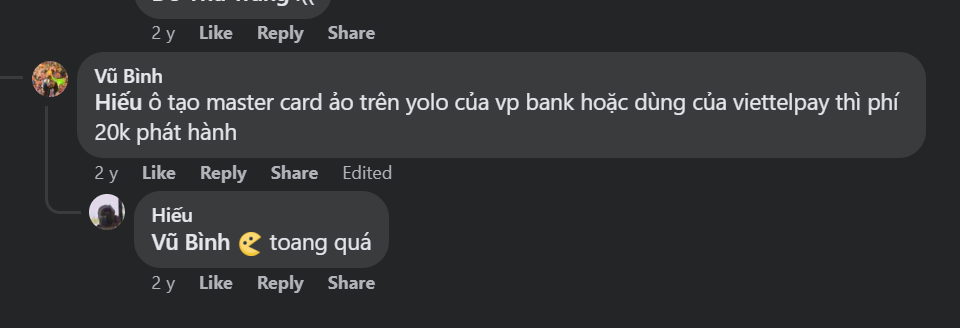 2 y Like Reply Share
Vũ Bình
Hiếu ô tạo master card ảo trên yolo của vp bank hoặc dùng của viettelpay thì phí
20k phát hành
2 y Like Reply Share Edited
Hiếu
Vũ Bình toang quá
2 y Like Reply Share